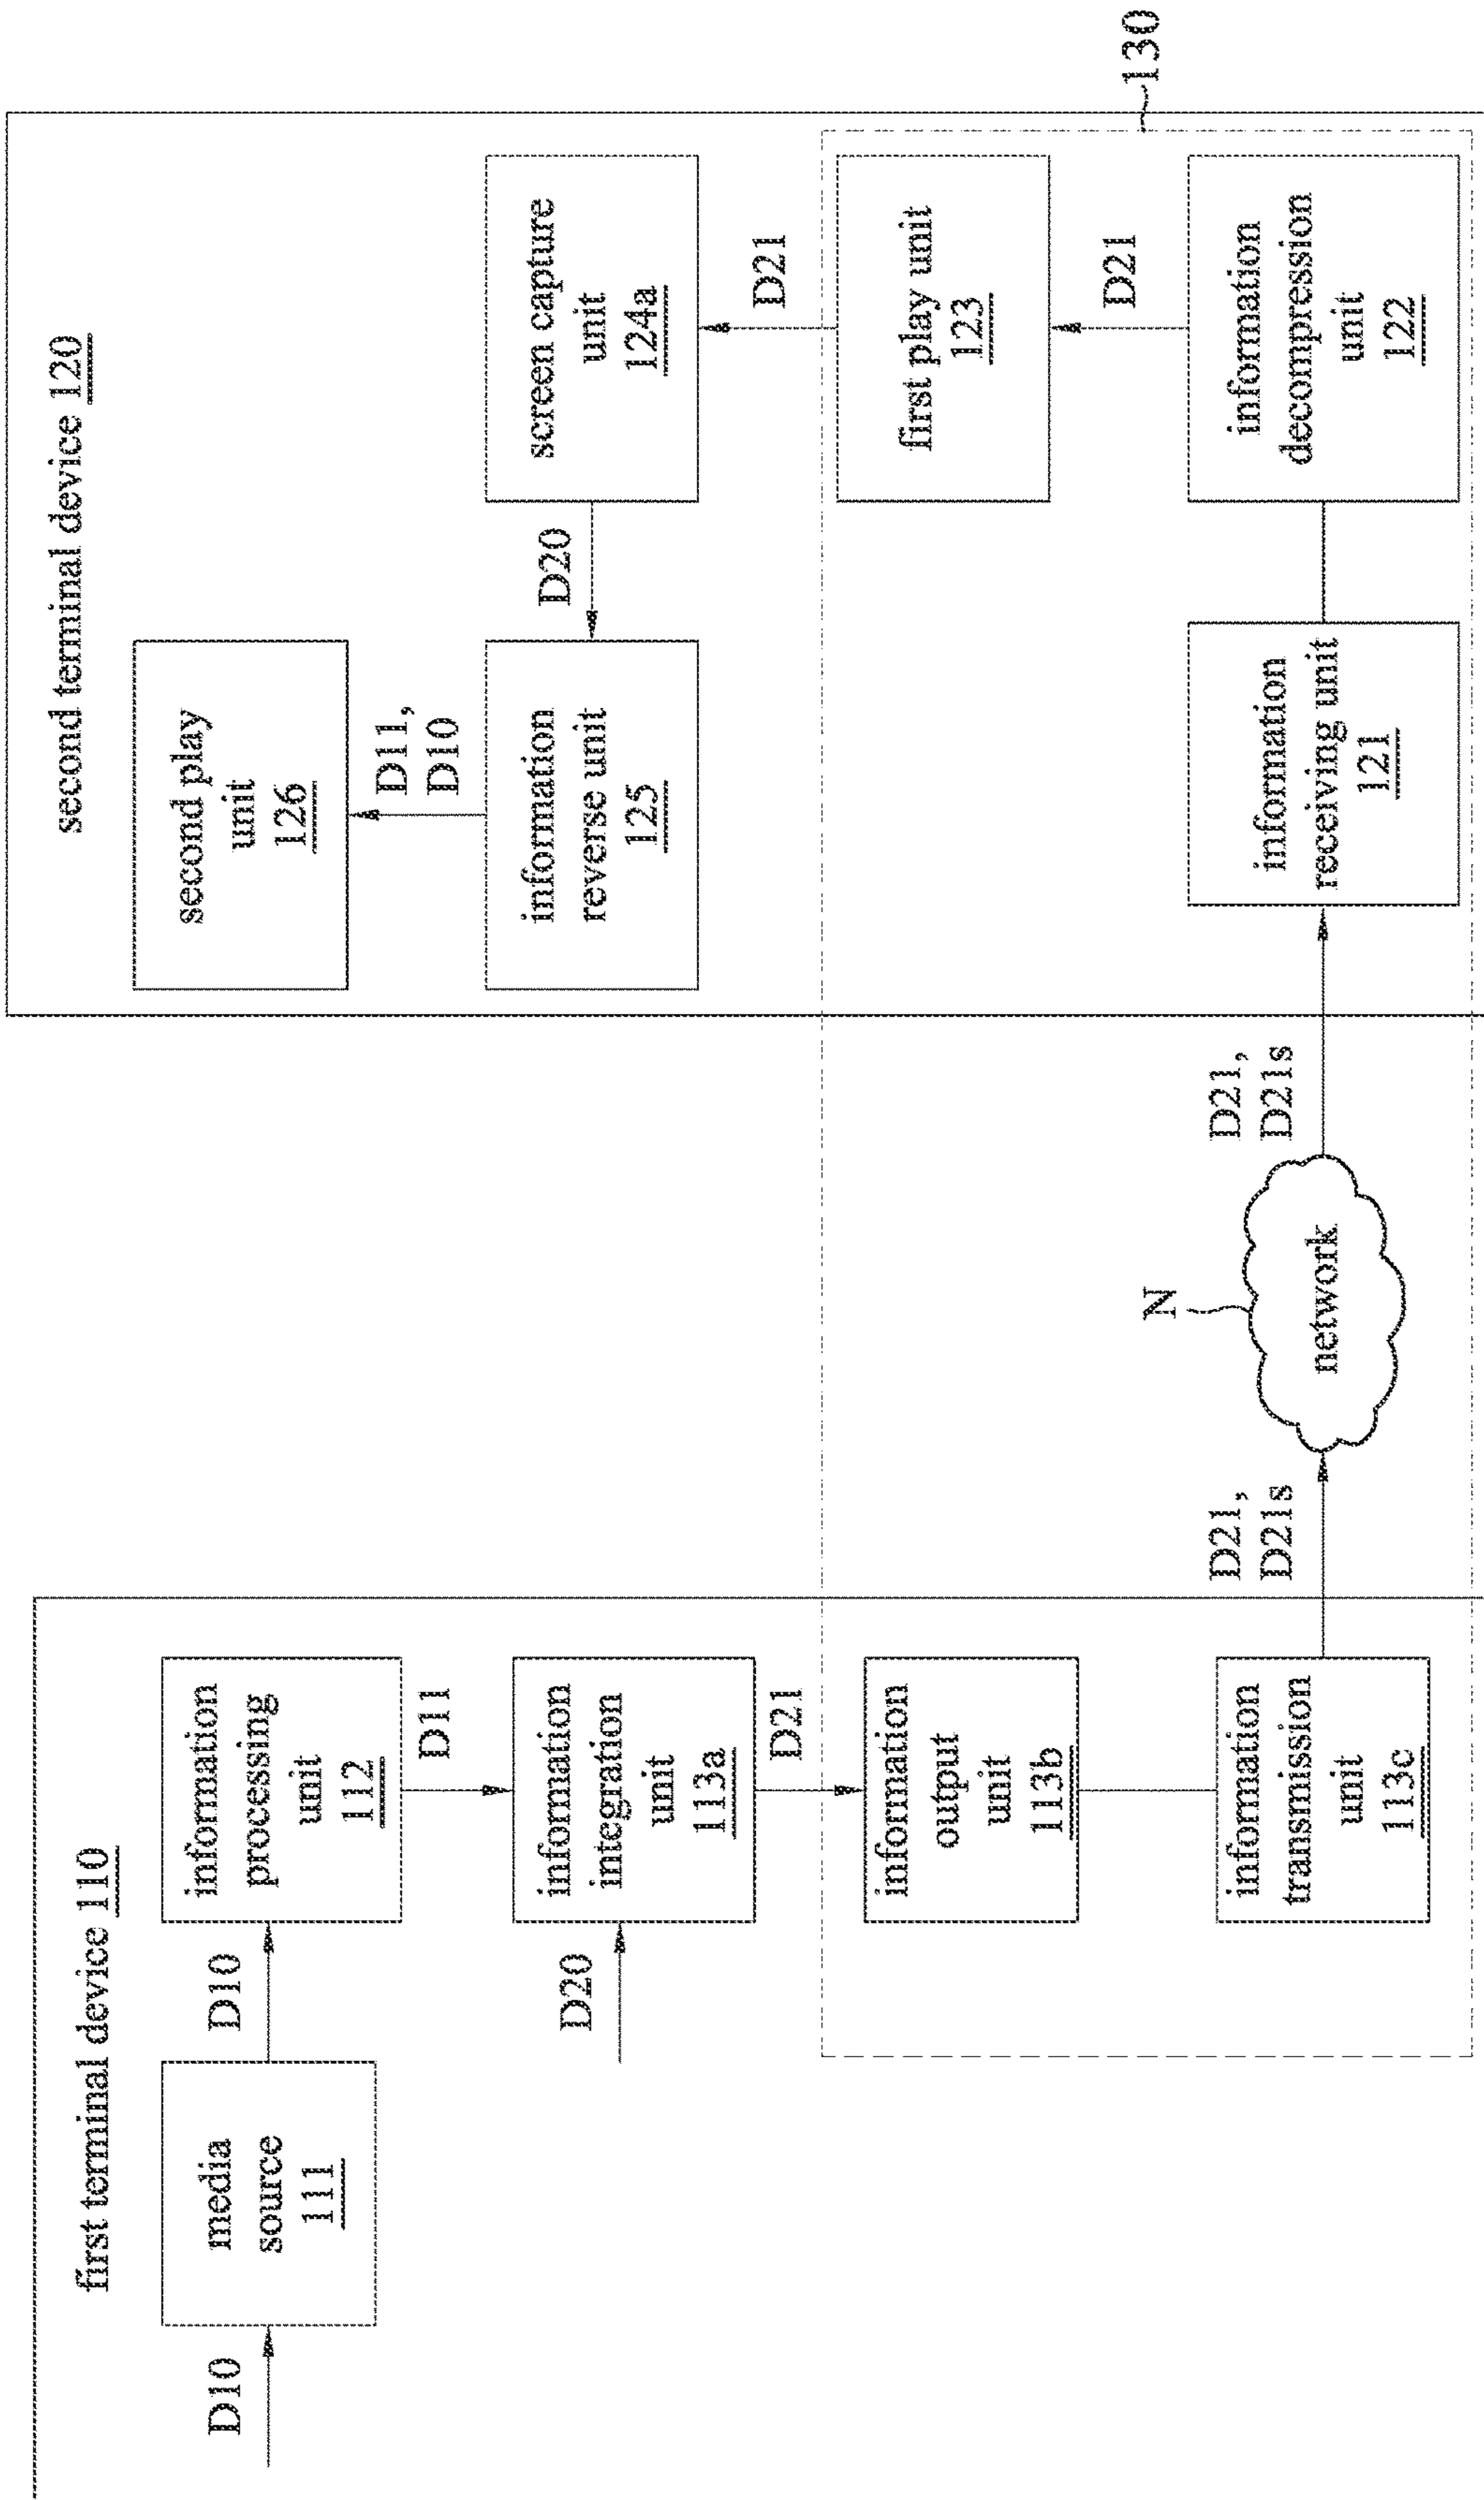 first terminal device 110
D10
media
source
111
D10
information
processing
unit
112
D11
D20
information
integration
unit
113a
D21
information
output
unit
113b
information
transmission
unit
113c
D21,
D21s
N
network
D21,
D21s
second terminal device 120
second play
unit
126
D11,
D10
information
reverse unit
125
D20
screen capture
unit
124a
D21
first play unit
123
D21
information
receiving unit
121
information
decompression
unit
122
130